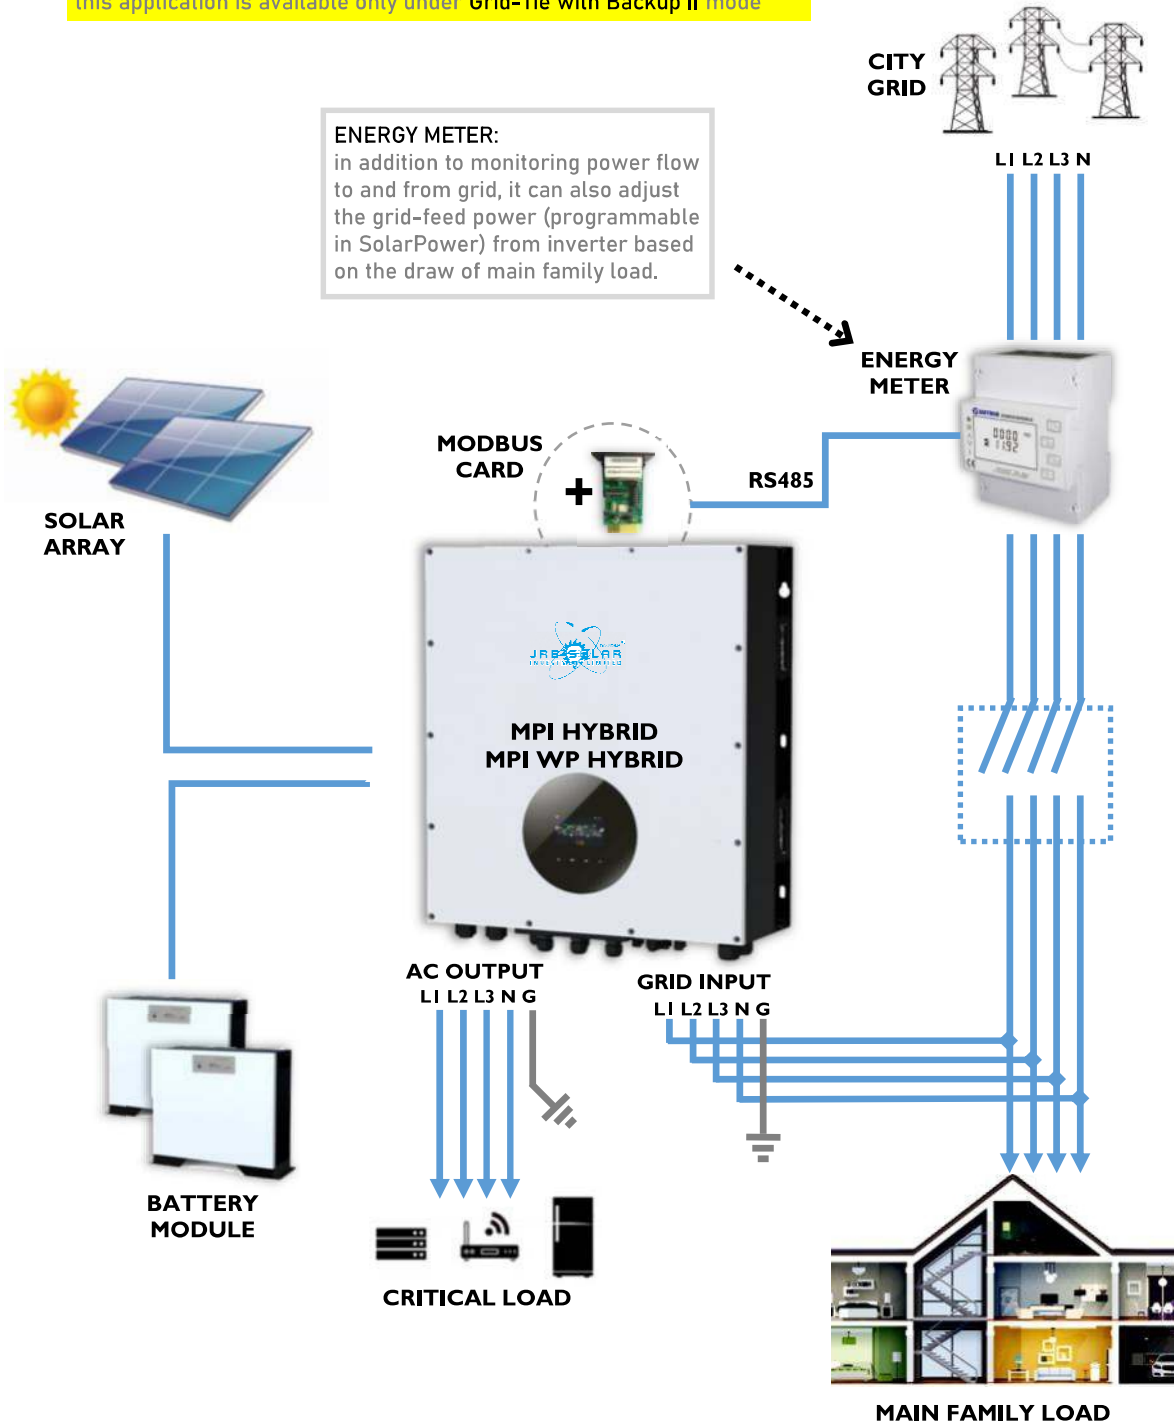 this application is available only under Grid-Tie with Backup II mode
CITY
GRID
L1 L2 L3 N
ENERGY METER:
in addition to monitoring power flow
to and from grid, it can also adjust
the grid-feed power (programmable
in SolarPower) from inverter based
on the draw of main family load.
ENERGY
METER
MODBUS
CARD
+
RS485
SOLAR
ARRAY
JRB SOLAR
INVESTMENT LIMITED
MPI HYBRID
MPI WP HYBRID
AC OUTPUT
L1 L2 L3 N G
GRID INPUT
L1 L2 L3 N G
BATTERY
MODULE
CRITICAL LOAD
MAIN FAMILY LOAD